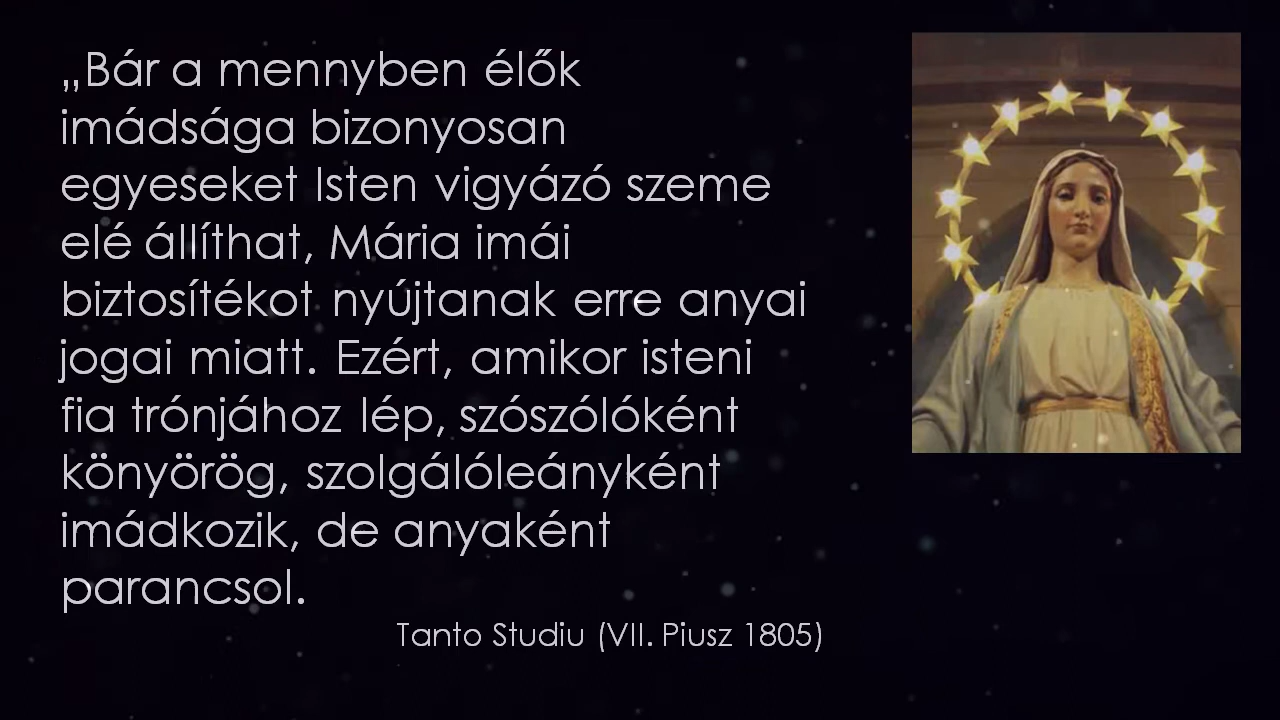 „Bár a mennyben élők
imádsága bizonyosan
egyeseket Isten vigyázó szeme
elé állíthat, Mária imái
biztosítékot nyújtanak erre anyai
jogai miatt. Ezért, amikor isteni
fia trónjához lép, szószólóként
könyörög, szolgálóleányként
imádkozik, de anyaként
parancsol.
Tanto Studiu (VII. Piusz 1805)